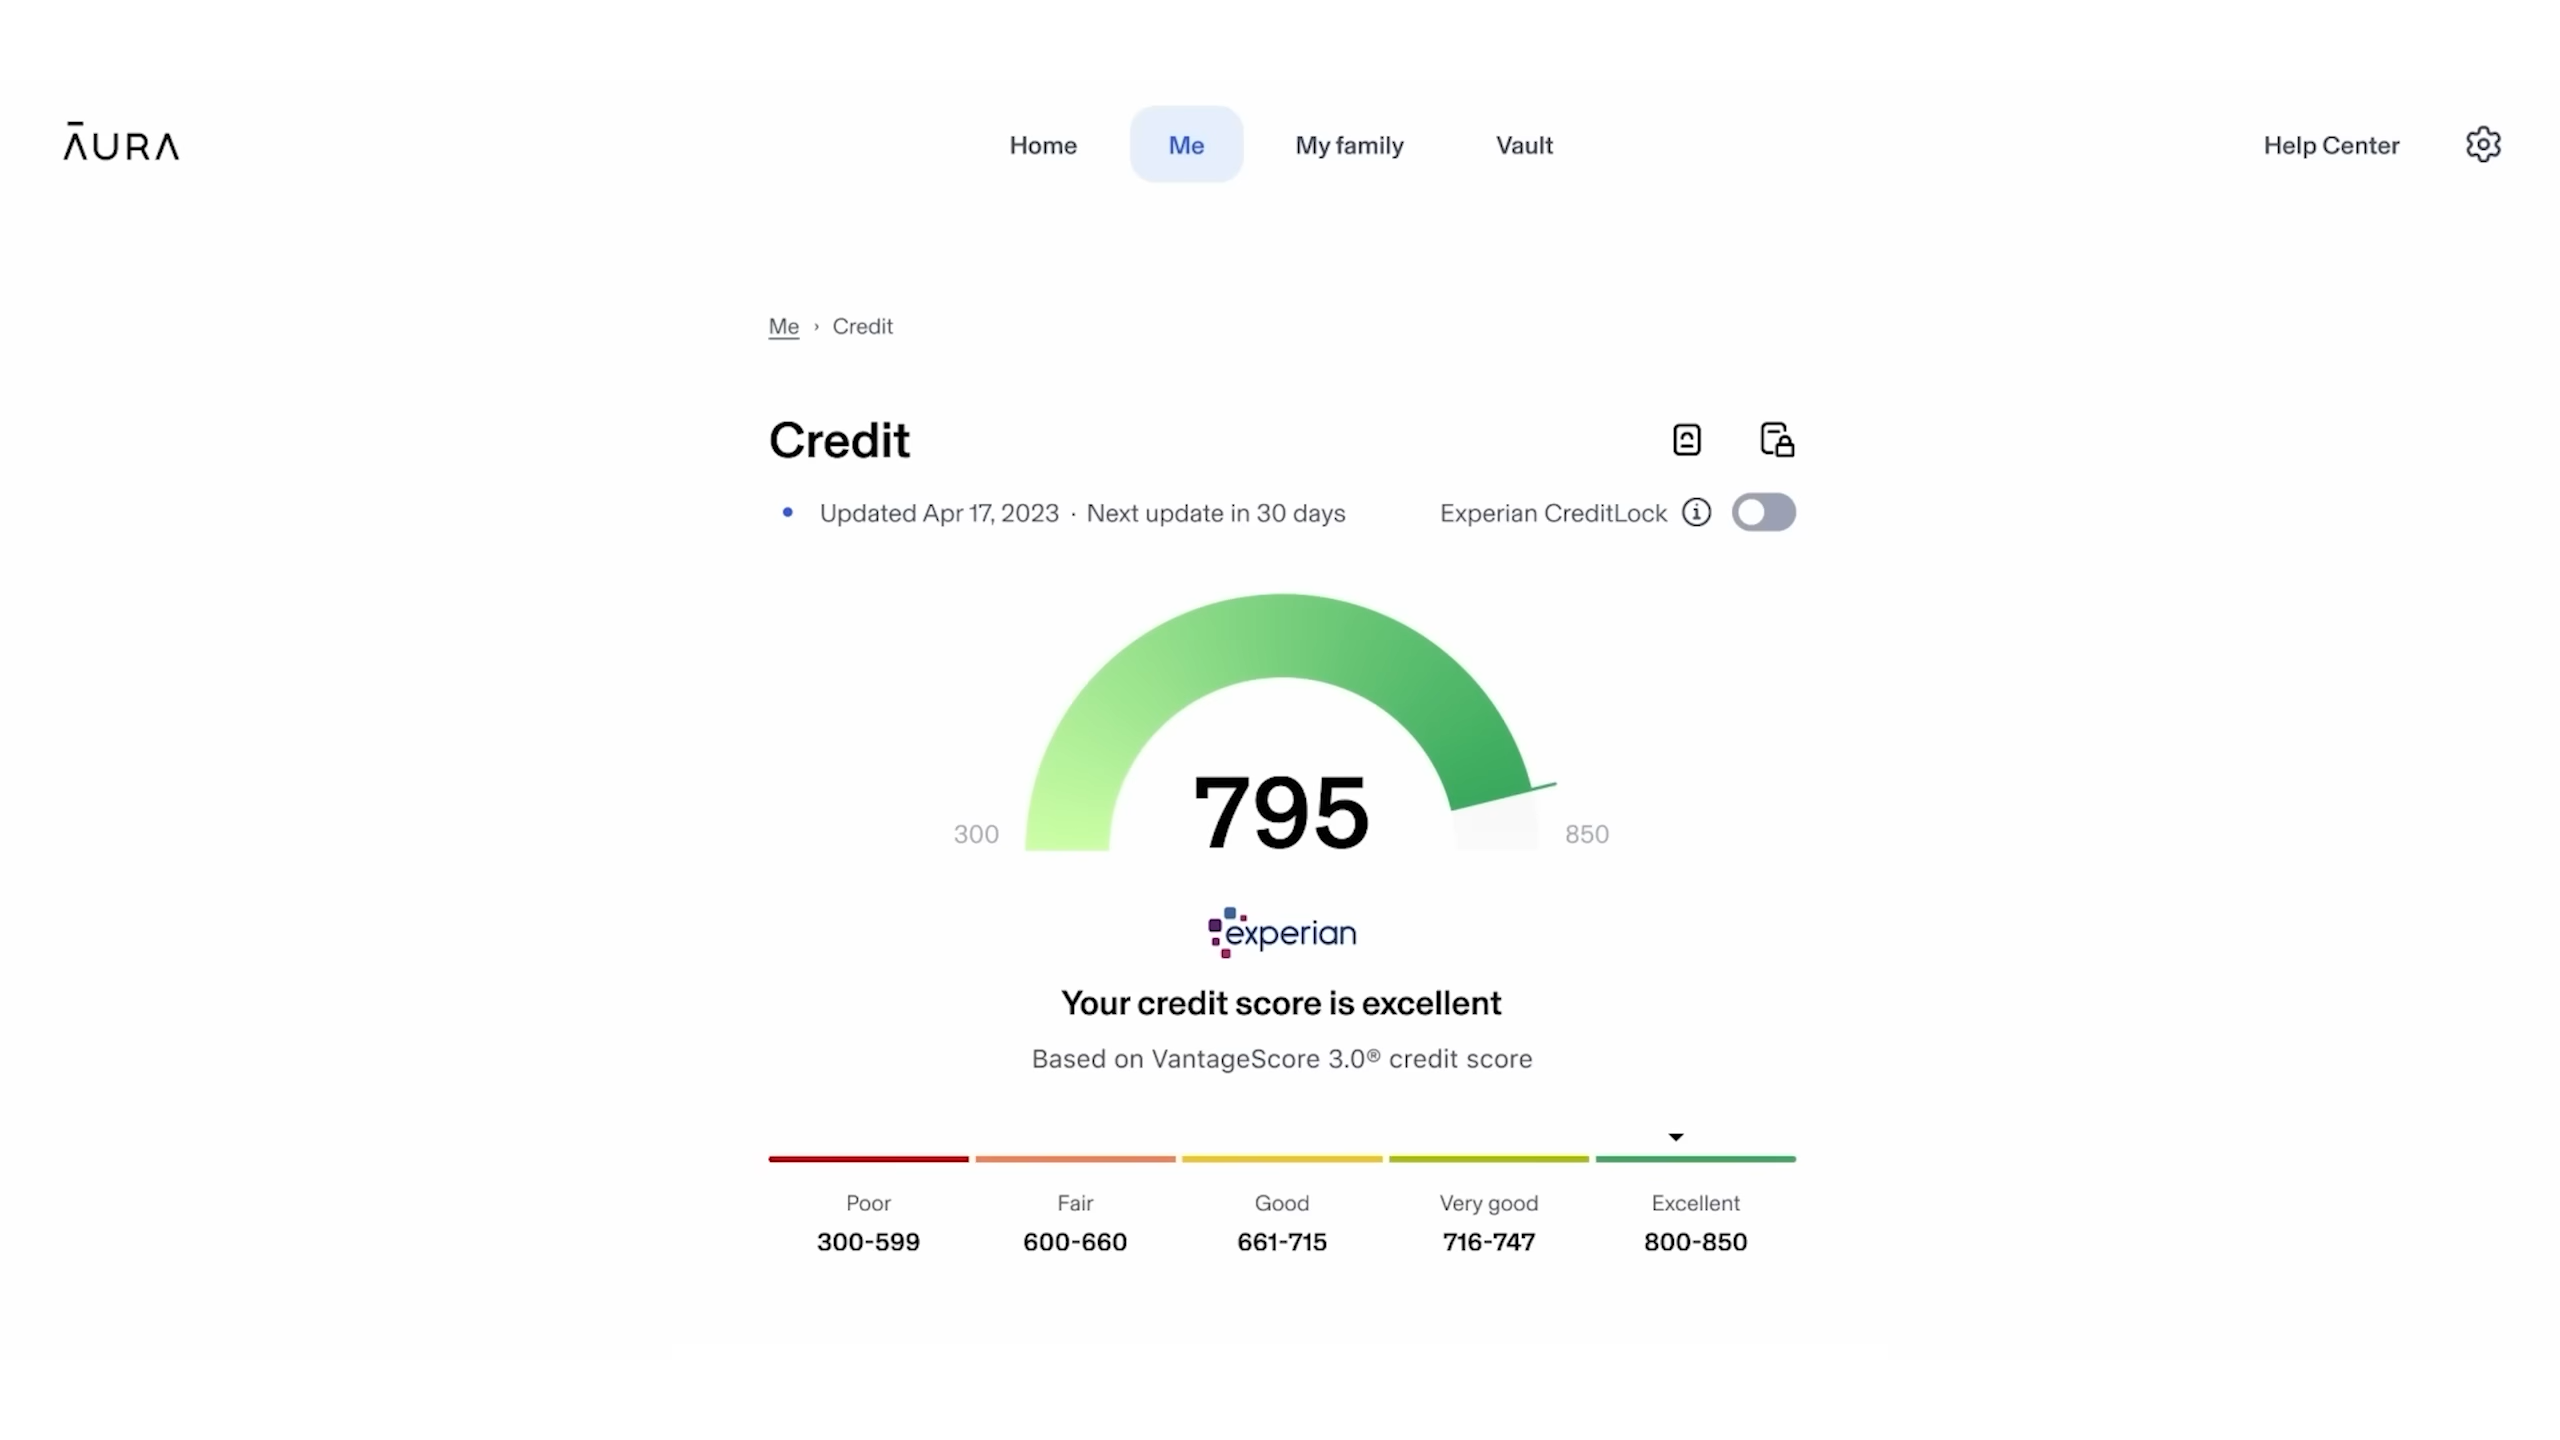 ĀURA
Home Me My family Vault
Help Center
Me › Credit
Credit
Updated Apr 17, 2023 · Next update in 30 days
Experian CreditLock
300
795
850
experian
Your credit score is excellent
Based on VantageScore 3.0® credit score
Poor Fair Good Very good Excellent
300-599 600-660 661-715 716-747 800-850